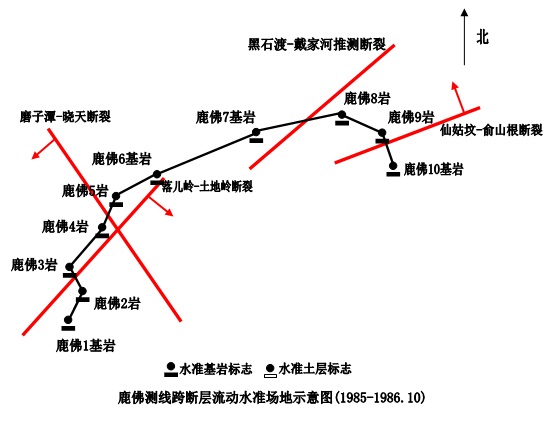 北
黑石渡-戴家河推测断裂
鹿佛8岩
磨子潭-晓天断裂
鹿佛7基岩
鹿佛9岩
仙姑坟-俞山根断裂
鹿佛6基岩
鹿佛10基岩
鹿佛5岩
落儿岭-土地岭断裂
鹿佛4岩
鹿佛3岩
鹿佛2岩
鹿佛1基岩
水准基岩标志
水准土层标志
鹿佛测线跨断层流动水准场地示意图(1985-1986.10)